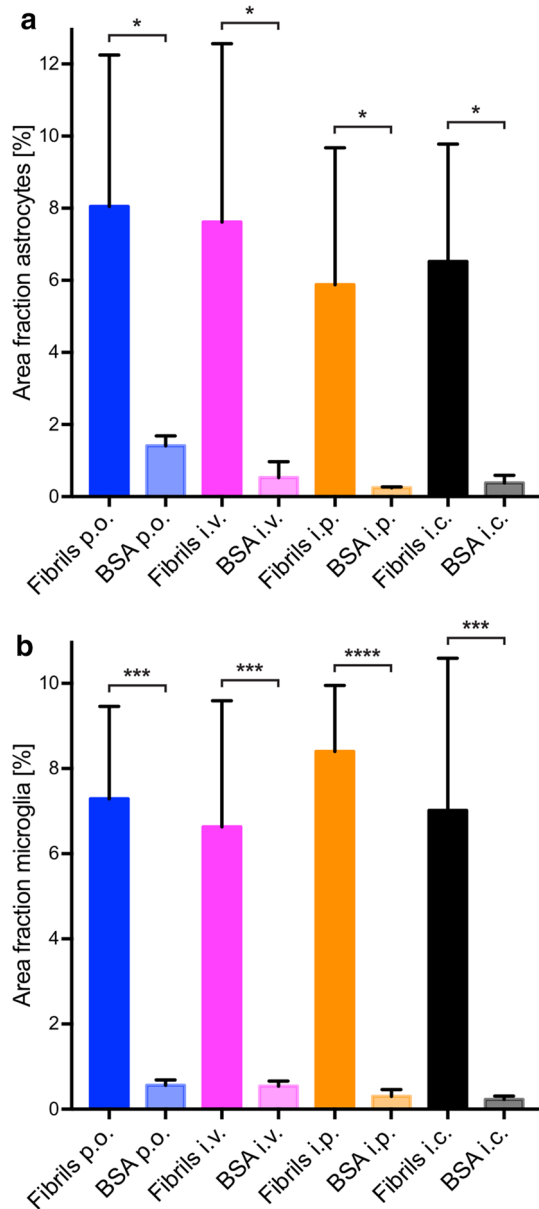 a
* * * *
Area fraction astrocytes [%]
12
10
8
6
4
2
0
Fibrils p.o. BSA p.o. Fibrils i.v. BSA i.v. Fibrils i.p. BSA i.p. Fibrils i.c. BSA i.c.
b
*** *** **** ***
Area fraction microglia [%]
10
8
6
4
2
0
Fibrils p.o. BSA p.o. Fibrils i.v. BSA i.v. Fibrils i.p. BSA i.p. Fibrils i.c. BSA i.c.